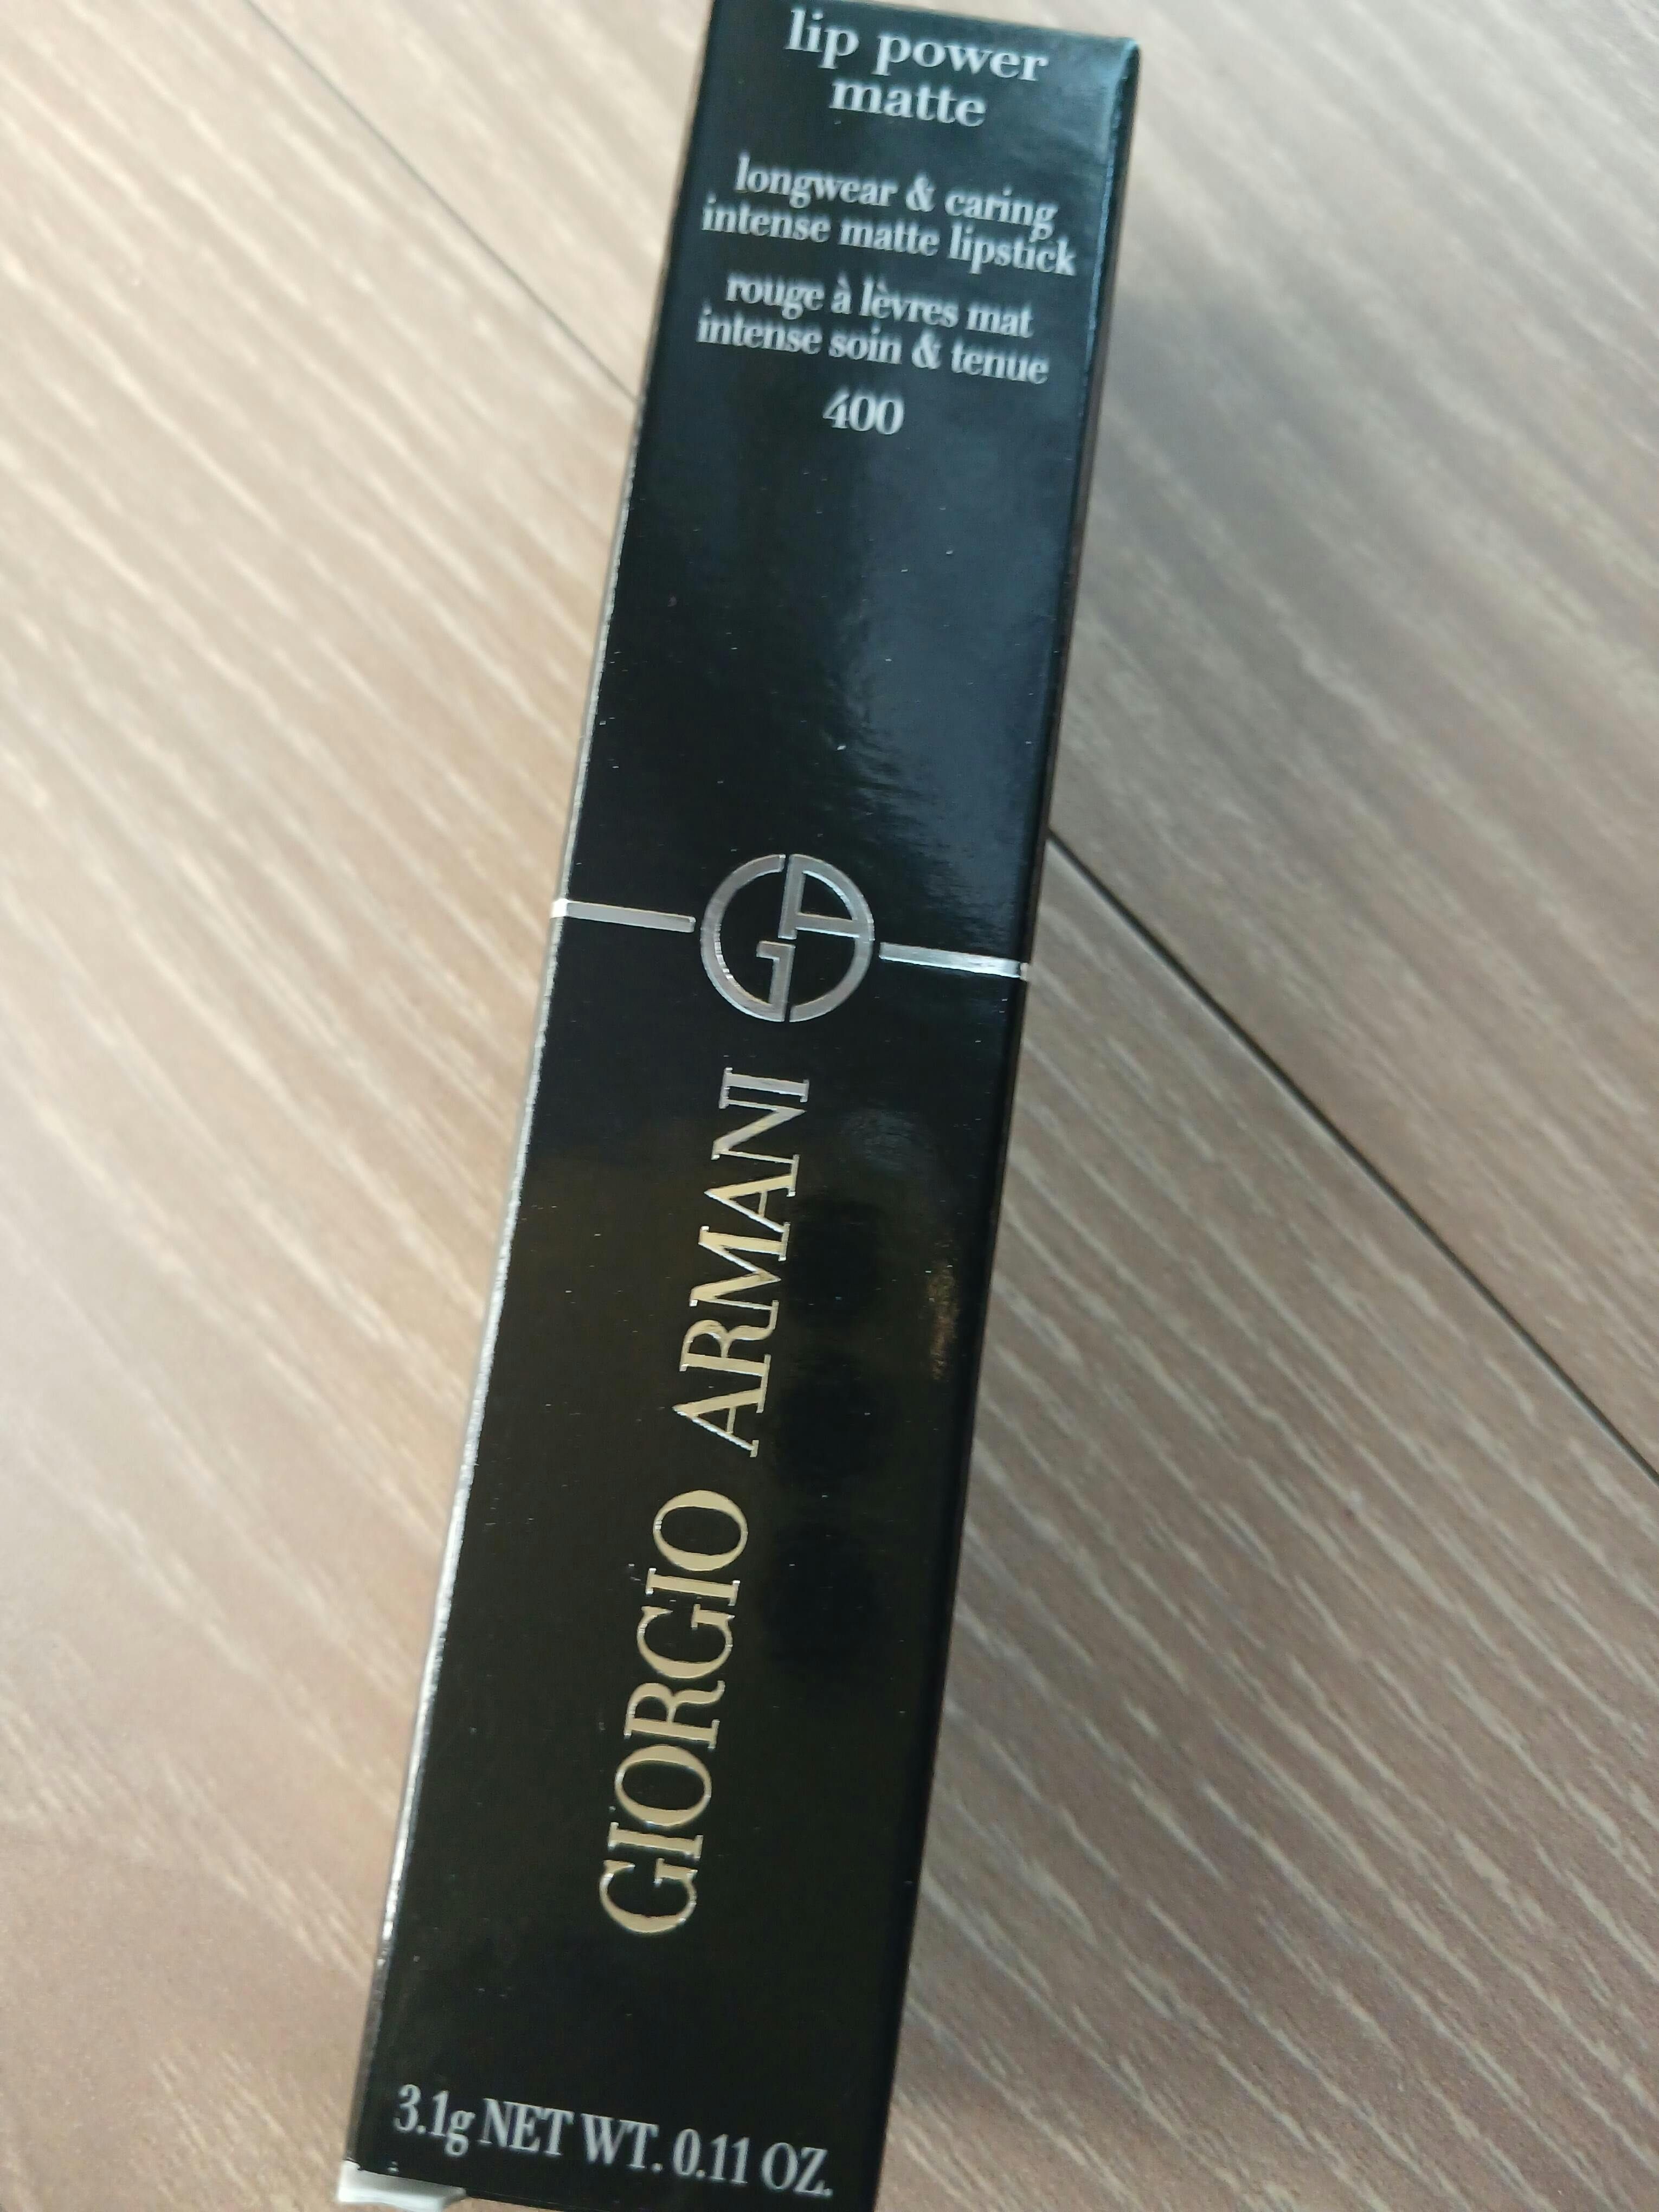 lip power
matte
longwear & caring
intense matte lipstick
rouge à lèvres mat
intense soin & tenue
400
GA
GIORGIO ARMANI
3.1g NET WT. 0.11 OZ.